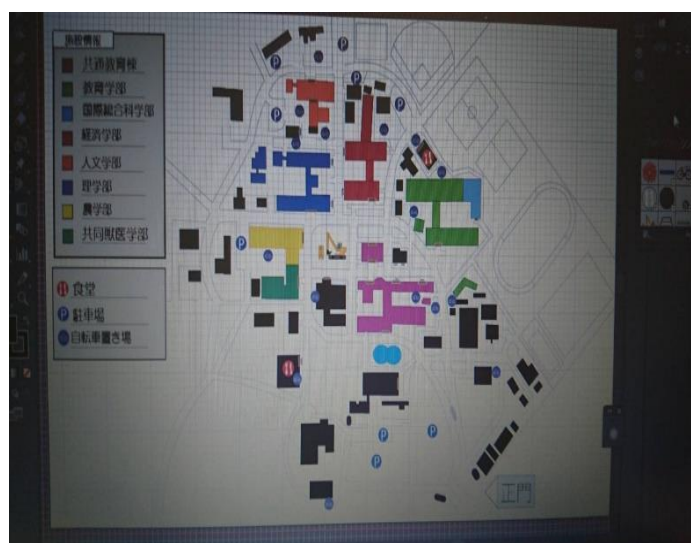 施設情報
共通教育棟
教育学部
国際総合科学部
経済学部
人文学部
理学部
農学部
共同獣医学部
食堂
P 駐車場
自転車置き場
P
P
P
P
P
P
P
P
P
正門